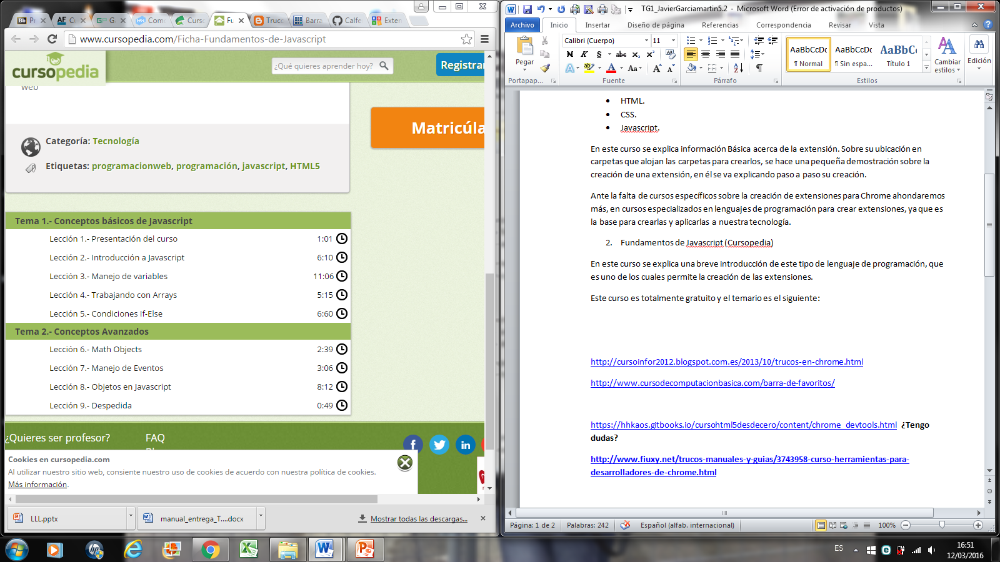 Bb
P
AF
C
G
Com
Curs
Fu
Truco
Barra
Calfe
Exten
www.cursopedia.com/Ficha-Fundamentos-de-Javascript
cursopedia
¿Qué quieres aprender hoy?
Registrar
web
Matricúla
Categoría: Tecnología
Etiquetas: programacionweb, programación, javascript, HTML5
Tema 1.- Conceptos básicos de Javascript
Lección 1.- Presentación del curso 1:01
Lección 2.- Introducción a Javascript 6:10
Lección 3.- Manejo de variables 11:06
Lección 4.- Trabajando con Arrays 5:15
Lección 5.- Condiciones If-Else 6:60
Tema 2.- Conceptos Avanzados
Lección 6.- Math Objects 2:39
Lección 7.- Manejo de Eventos 3:06
Lección 8.- Objetos en Javascript 8:12
Lección 9.- Despedida 0:49
¿Quieres ser profesor? FAQ
Cookies en cursopedia.com
Al utilizar nuestro sitio web, consiente nuestro uso de cookies de acuerdo con nuestra política de cookies.
Más información.
LLL.pptx
manual_entrega_T....docx
Mostrar todas las descargas...
TG1_JavierGarciamartin5.2 - Microsoft Word (Error de activación de productos)
Archivo Inicio Insertar Diseño de página Referencias Correspondencia Revisar Vista
Pegar
Portapap...
Calibri (Cuerpo) 11
N K S abc x₂ x²
A ab A Aa A A
Fuente
Párrafo
AaBbCcDc AaBbCcDc AaBbC
¶ Normal ¶ Sin espa... Título 1
Cambiar estilos
Estilos
Edición
HTML.
CSS.
Javascript.
En este curso se explica información Básica acerca de la extensión. Sobre su ubicación en
carpetas que alojan las carpetas para crearlos, se hace una pequeña demostración sobre la
creación de una extensión, en él se va explicando paso a paso su creación.
Ante la falta de cursos específicos sobre la creación de extensiones para Chrome ahondaremos
más, en cursos especializados en lenguajes de programación para crear extensiones, ya que es
la base para crearlas y aplicarlas a nuestra tecnología.
2. Fundamentos de Javascript (Cursopedia)
En este curso se explica una breve introducción de este tipo de lenguaje de programación, que
es uno de los cuales permite la creación de las extensiones.
Este curso es totalmente gratuito y el temario es el siguiente:
http://cursoinfor2012.blogspot.com.es/2013/10/trucos-en-chrome.html
http://www.cursodecomputacionbasica.com/barra-de-favoritos/
https://hhkaos.gitbooks.io/cursohtml5desdecero/content/chrome_devtools.html ¿Tengo
dudas?
http://www.fiuxy.net/trucos-manuales-y-guias/3743958-curso-herramientas-para-
desarrolladores-de-chrome.html
Página: 1 de 2 Palabras: 242 Español (alfab. internacional) 100%
ES
16:51
12/03/2016